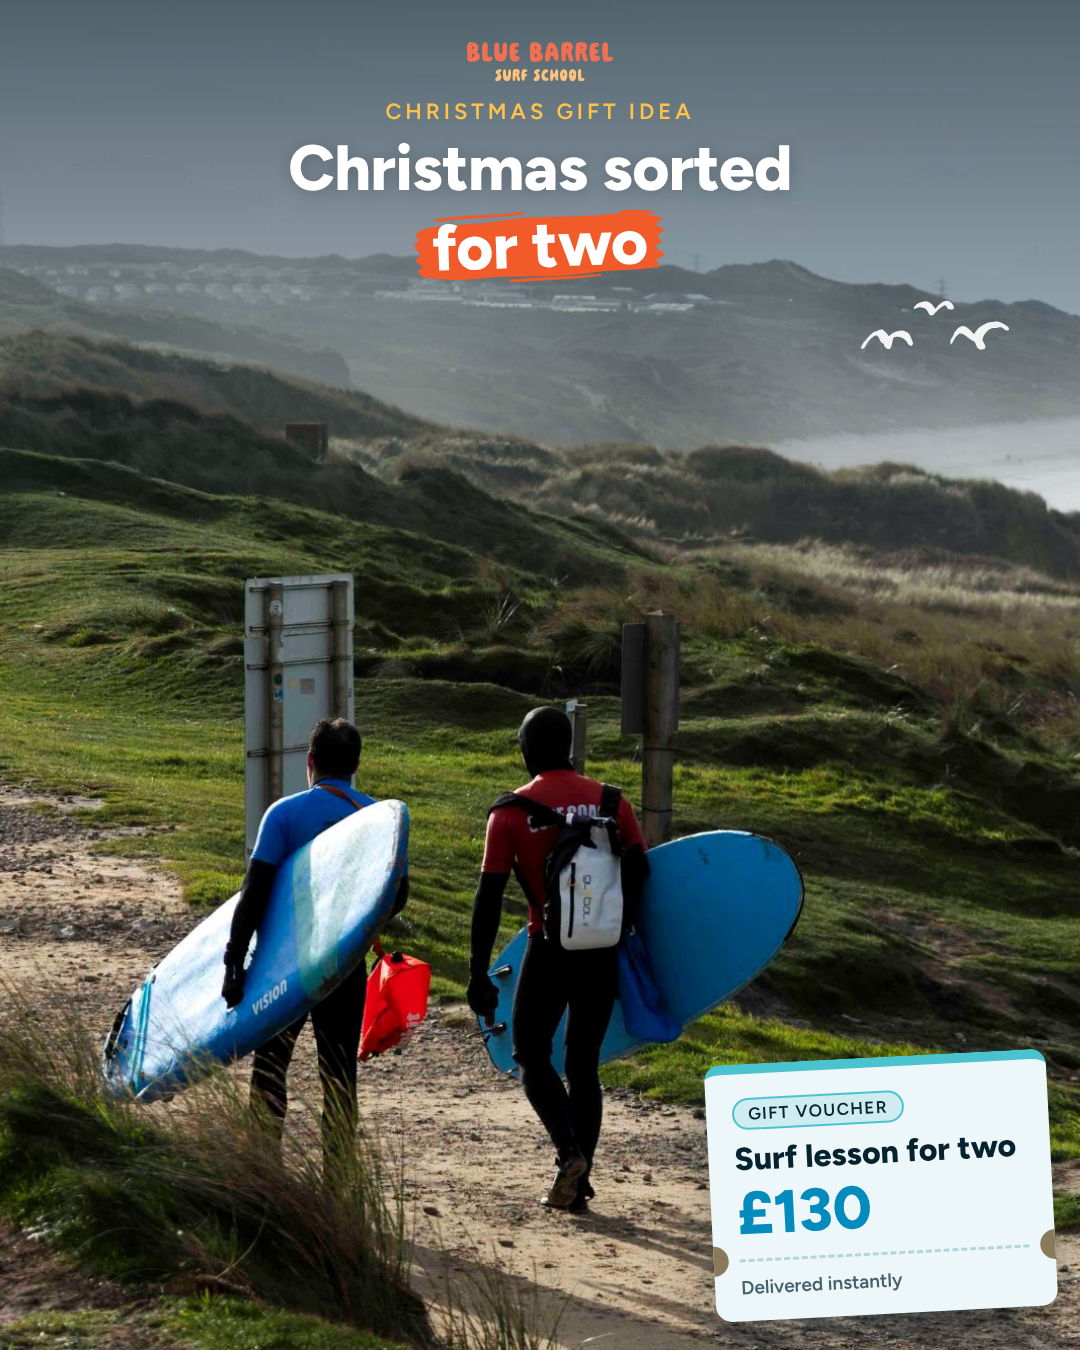 BLUE BARREL
SURF SCHOOL
CHRISTMAS GIFT IDEA
Christmas sorted
for two
VISION
GIFT VOUCHER
Surf lesson for two
£130
Delivered instantly